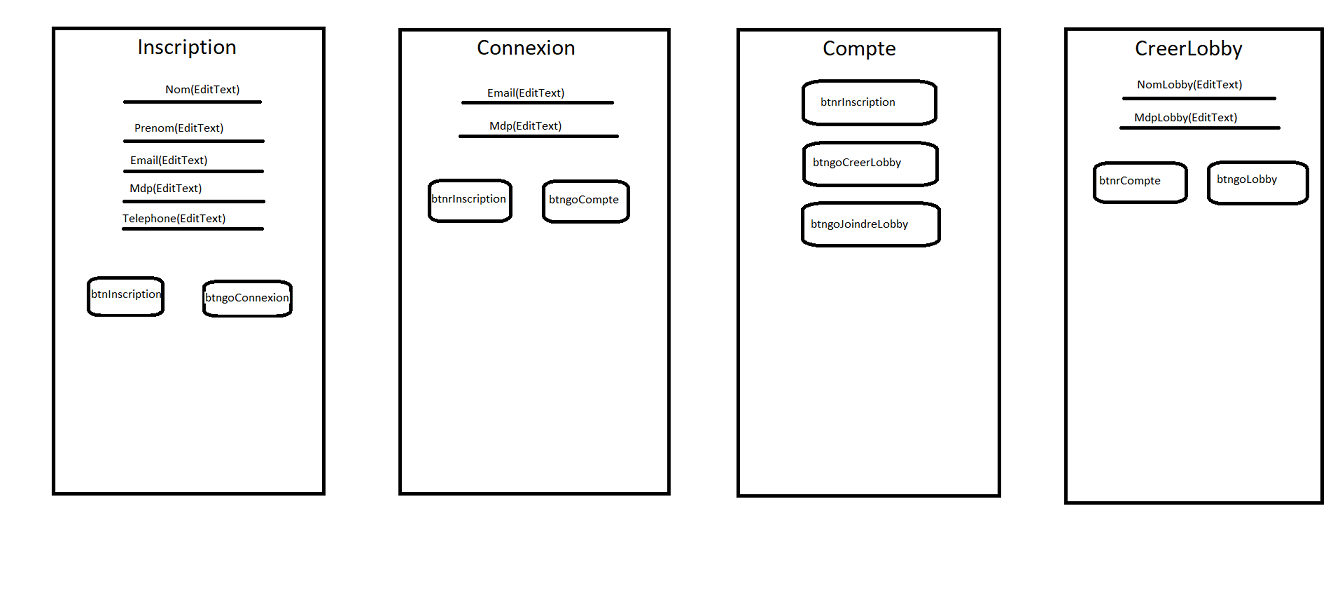 Inscription
Nom(EditText)
Prenom(EditText)
Email(EditText)
Mdp(EditText)
Telephone(EditText)
btnInscription
btngoConnexion
Connexion
Email(EditText)
Mdp(EditText)
btnrInscription
btngoCompte
Compte
btnrInscription
btngoCreerLobby
btngoJoindreLobby
CreerLobby
NomLobby(EditText)
MdpLobby(EditText)
btnrCompte
btngoLobby